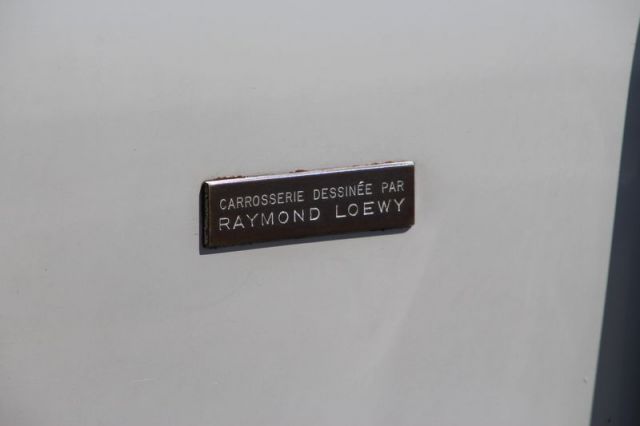 CARROSSERIE DESSINÉE PAR
RAYMOND LOEWY